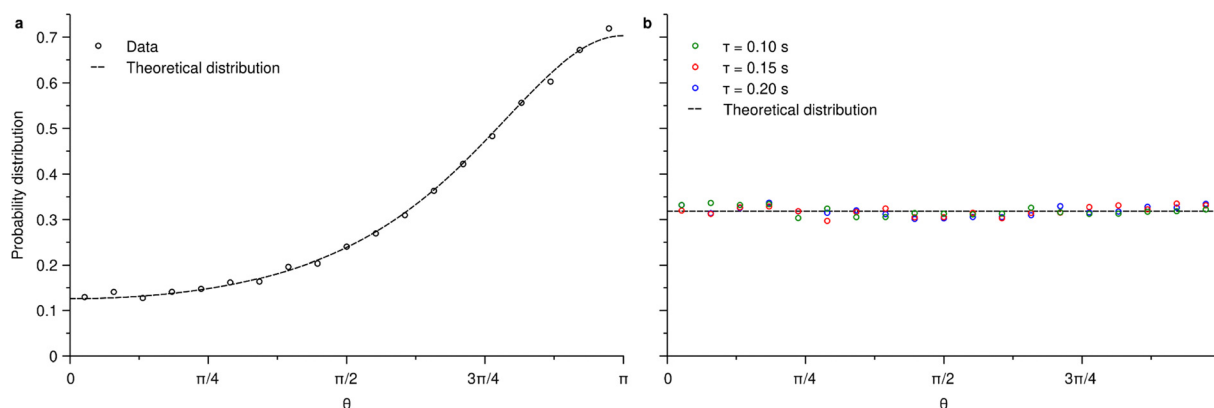 a
Data
Theoretical distribution
Probability distribution
0.7
0.6
0.5
0.4
0.3
0.2
0.1
0
0
π/4
π/2
3π/4
π
θ
b
τ = 0.10 s
τ = 0.15 s
τ = 0.20 s
Theoretical distribution
0
π/4
π/2
3π/4
θ